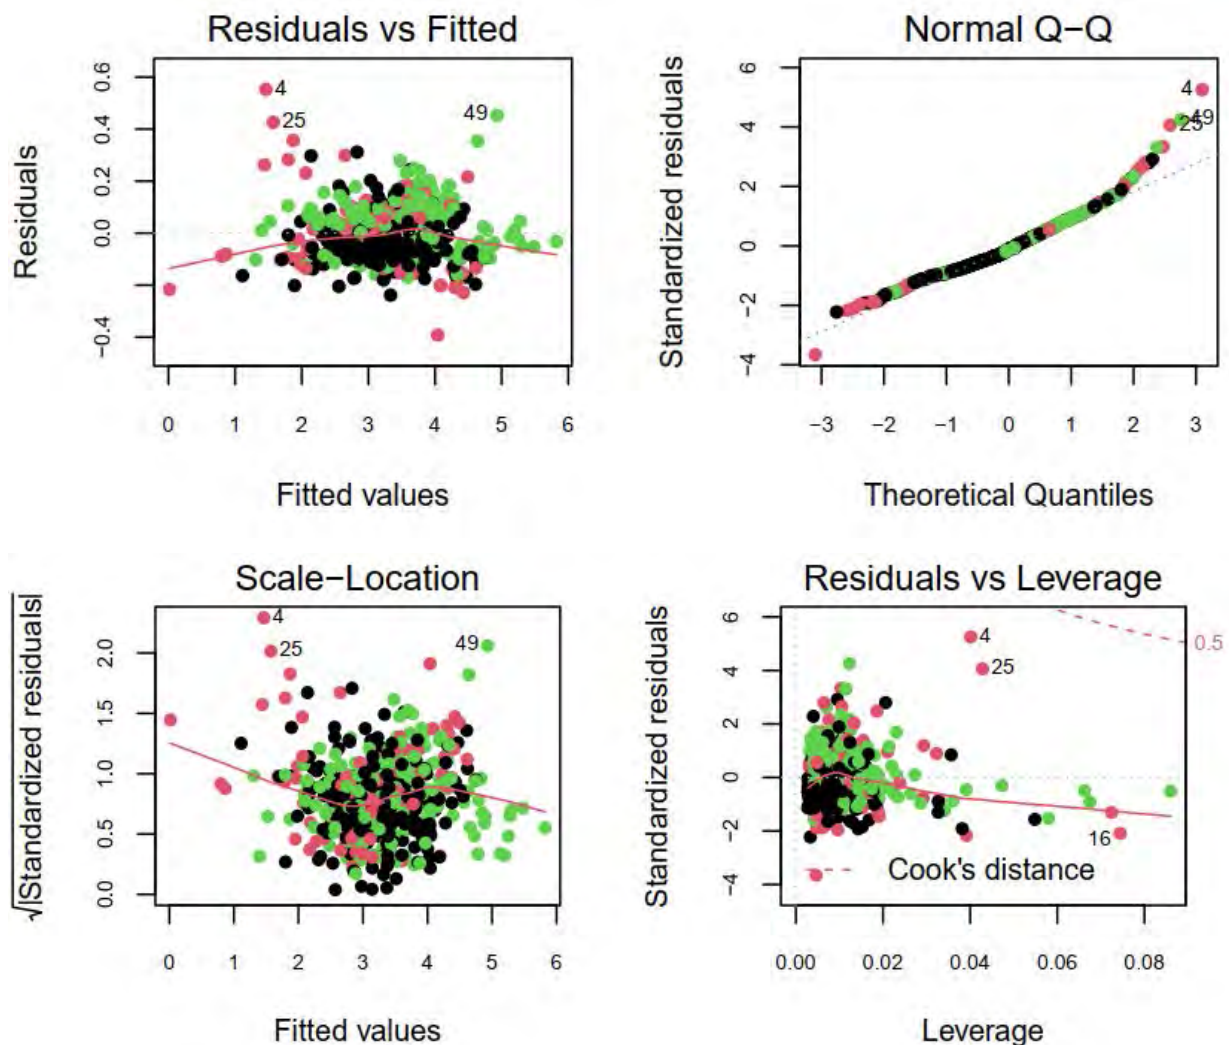 Residuals vs Fitted
Residuals
−0.4 0.0 0.2 0.4 0.6
4
25
49
0 1 2 3 4 5 6
Fitted values
Normal Q−Q
Standardized residuals
−4 −2 0 2 4 6
4
49
25
−3 −2 −1 0 1 2 3
Theoretical Quantiles
Scale−Location
√|Standardized residuals|
0.0 0.5 1.0 1.5 2.0
4
25
49
0 1 2 3 4 5 6
Fitted values
Residuals vs Leverage
Standardized residuals
−4 −2 0 2 4 6
4
25
0.5
16
Cook's distance
0.00 0.02 0.04 0.06 0.08
Leverage